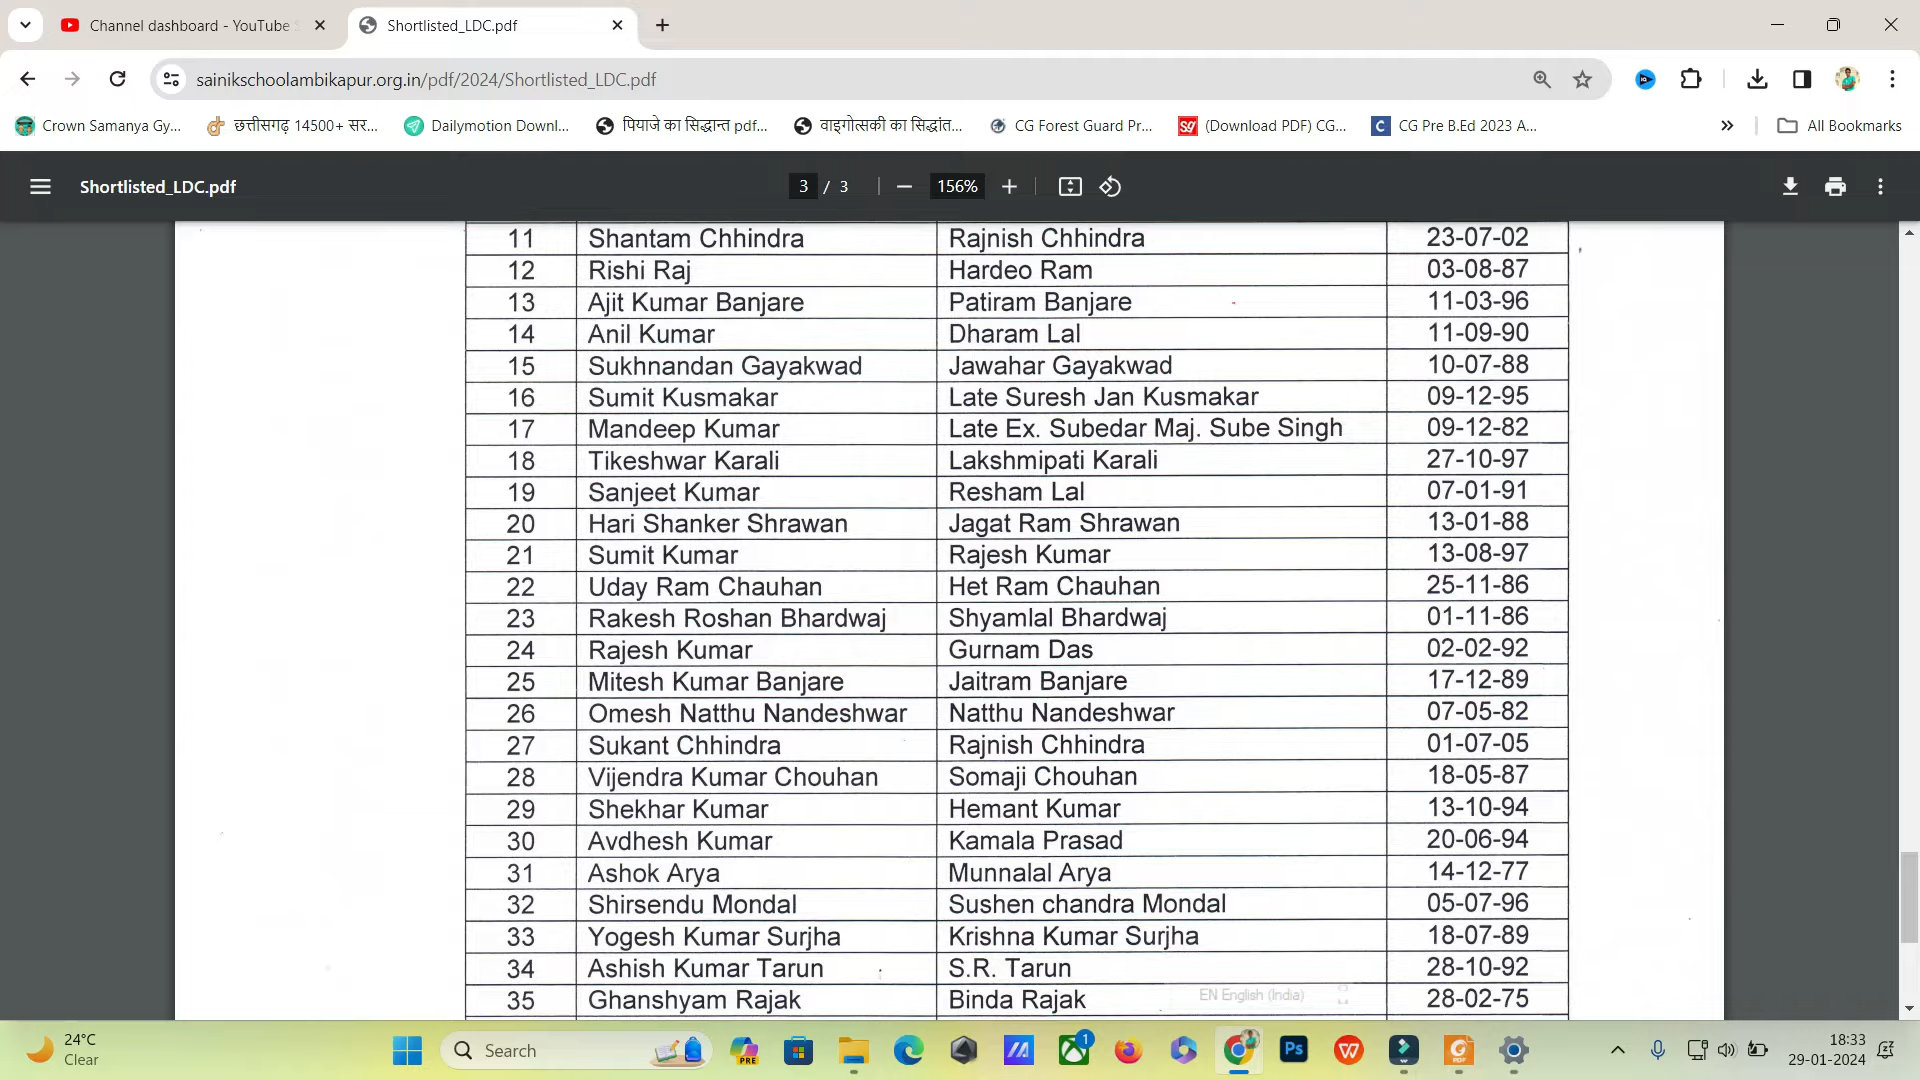 Channel dashboard - YouTube S
Shortlisted_LDC.pdf
sainikschoolambikapur.org.in/pdf/2024/Shortlisted_LDC.pdf
Crown Samanya Gy... छत्तीसगढ़ 14500+ सर... Dailymotion Downl... पियाजे का सिद्धान्त pdf... वाइगोत्सकी का सिद्धांत... CG Forest Guard Pr... (Download PDF) CG... CG Pre B.Ed 2023 A... » All Bookmarks
Shortlisted_LDC.pdf 3 / 3 156%
11 Shantam Chhindra Rajnish Chhindra 23-07-02
12 Rishi Raj Hardeo Ram 03-08-87
13 Ajit Kumar Banjare Patiram Banjare 11-03-96
14 Anil Kumar Dharam Lal 11-09-90
15 Sukhnandan Gayakwad Jawahar Gayakwad 10-07-88
16 Sumit Kusmakar Late Suresh Jan Kusmakar 09-12-95
17 Mandeep Kumar Late Ex. Subedar Maj. Sube Singh 09-12-82
18 Tikeshwar Karali Lakshmipati Karali 27-10-97
19 Sanjeet Kumar Resham Lal 07-01-91
20 Hari Shanker Shrawan Jagat Ram Shrawan 13-01-88
21 Sumit Kumar Rajesh Kumar 13-08-97
22 Uday Ram Chauhan Het Ram Chauhan 25-11-86
23 Rakesh Roshan Bhardwaj Shyamlal Bhardwaj 01-11-86
24 Rajesh Kumar Gurnam Das 02-02-92
25 Mitesh Kumar Banjare Jaitram Banjare 17-12-89
26 Omesh Natthu Nandeshwar Natthu Nandeshwar 07-05-82
27 Sukant Chhindra Rajnish Chhindra 01-07-05
28 Vijendra Kumar Chouhan Somaji Chouhan 18-05-87
29 Shekhar Kumar Hemant Kumar 13-10-94
30 Avdhesh Kumar Kamala Prasad 20-06-94
31 Ashok Arya Munnalal Arya 14-12-77
32 Shirsendu Mondal Sushen chandra Mondal 05-07-96
33 Yogesh Kumar Surjha Krishna Kumar Surjha 18-07-89
34 Ashish Kumar Tarun S.R. Tarun 28-10-92
35 Ghanshyam Rajak Binda Rajak 28-02-75
EN English (India)
24°C
Clear
Search
PRE
1
Ps
18:33
29-01-2024